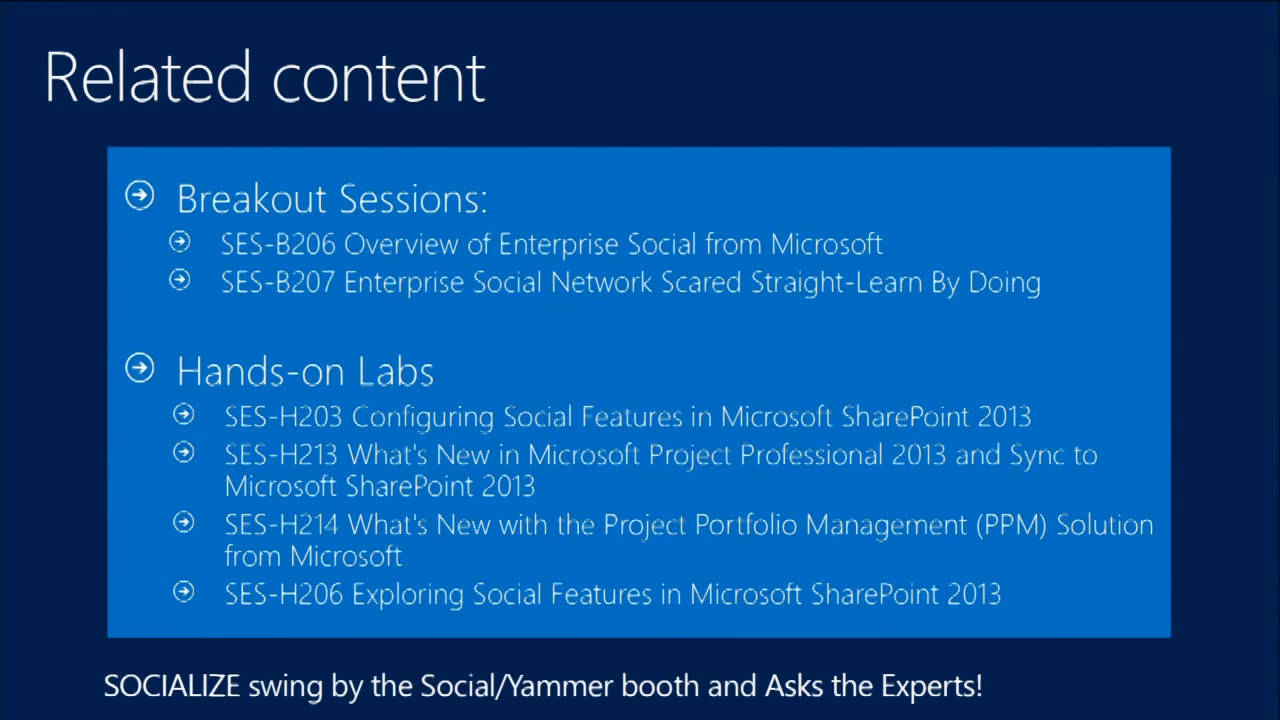 Related content
Breakout Sessions:
SES-B206 Overview of Enterprise Social from Microsoft
SES-B207 Enterprise Social Network Scared Straight-Learn By Doing
Hands-on Labs
SES-H203 Configuring Social Features in Microsoft SharePoint 2013
SES-H213 What's New in Microsoft Project Professional 2013 and Sync to
Microsoft SharePoint 2013
SES-H214 What's New with the Project Portfolio Management (PPM) Solution
from Microsoft
SES-H206 Exploring Social Features in Microsoft SharePoint 2013
SOCIALIZE swing by the Social/Yammer booth and Asks the Experts!